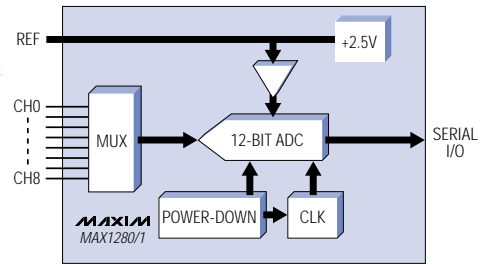 REF
+2.5V
CH0
MUX
12-BIT ADC
SERIAL
I/O
CH8
POWER-DOWN
CLK
MAXIM
MAX1280/1